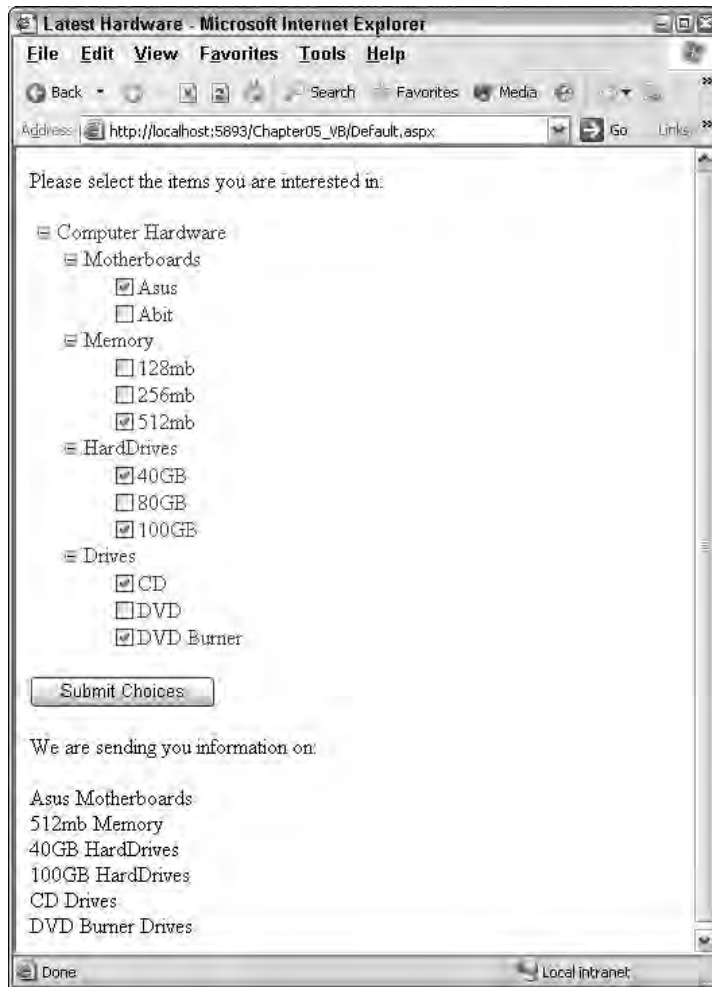 Latest Hardware - Microsoft Internet Explorer
File Edit View Favorites Tools Help
Back Search Favorites Media
Address http://localhost:5893/Chapter05_VB/Default.aspx Go Links
Please select the items you are interested in:
Computer Hardware
Motherboards
Asus
Abit
Memory
128mb
256mb
512mb
HardDrives
40GB
80GB
100GB
Drives
CD
DVD
DVD Burner
Submit Choices
We are sending you information on:
Asus Motherboards
512mb Memory
40GB HardDrives
100GB HardDrives
CD Drives
DVD Burner Drives
Done Local intranet